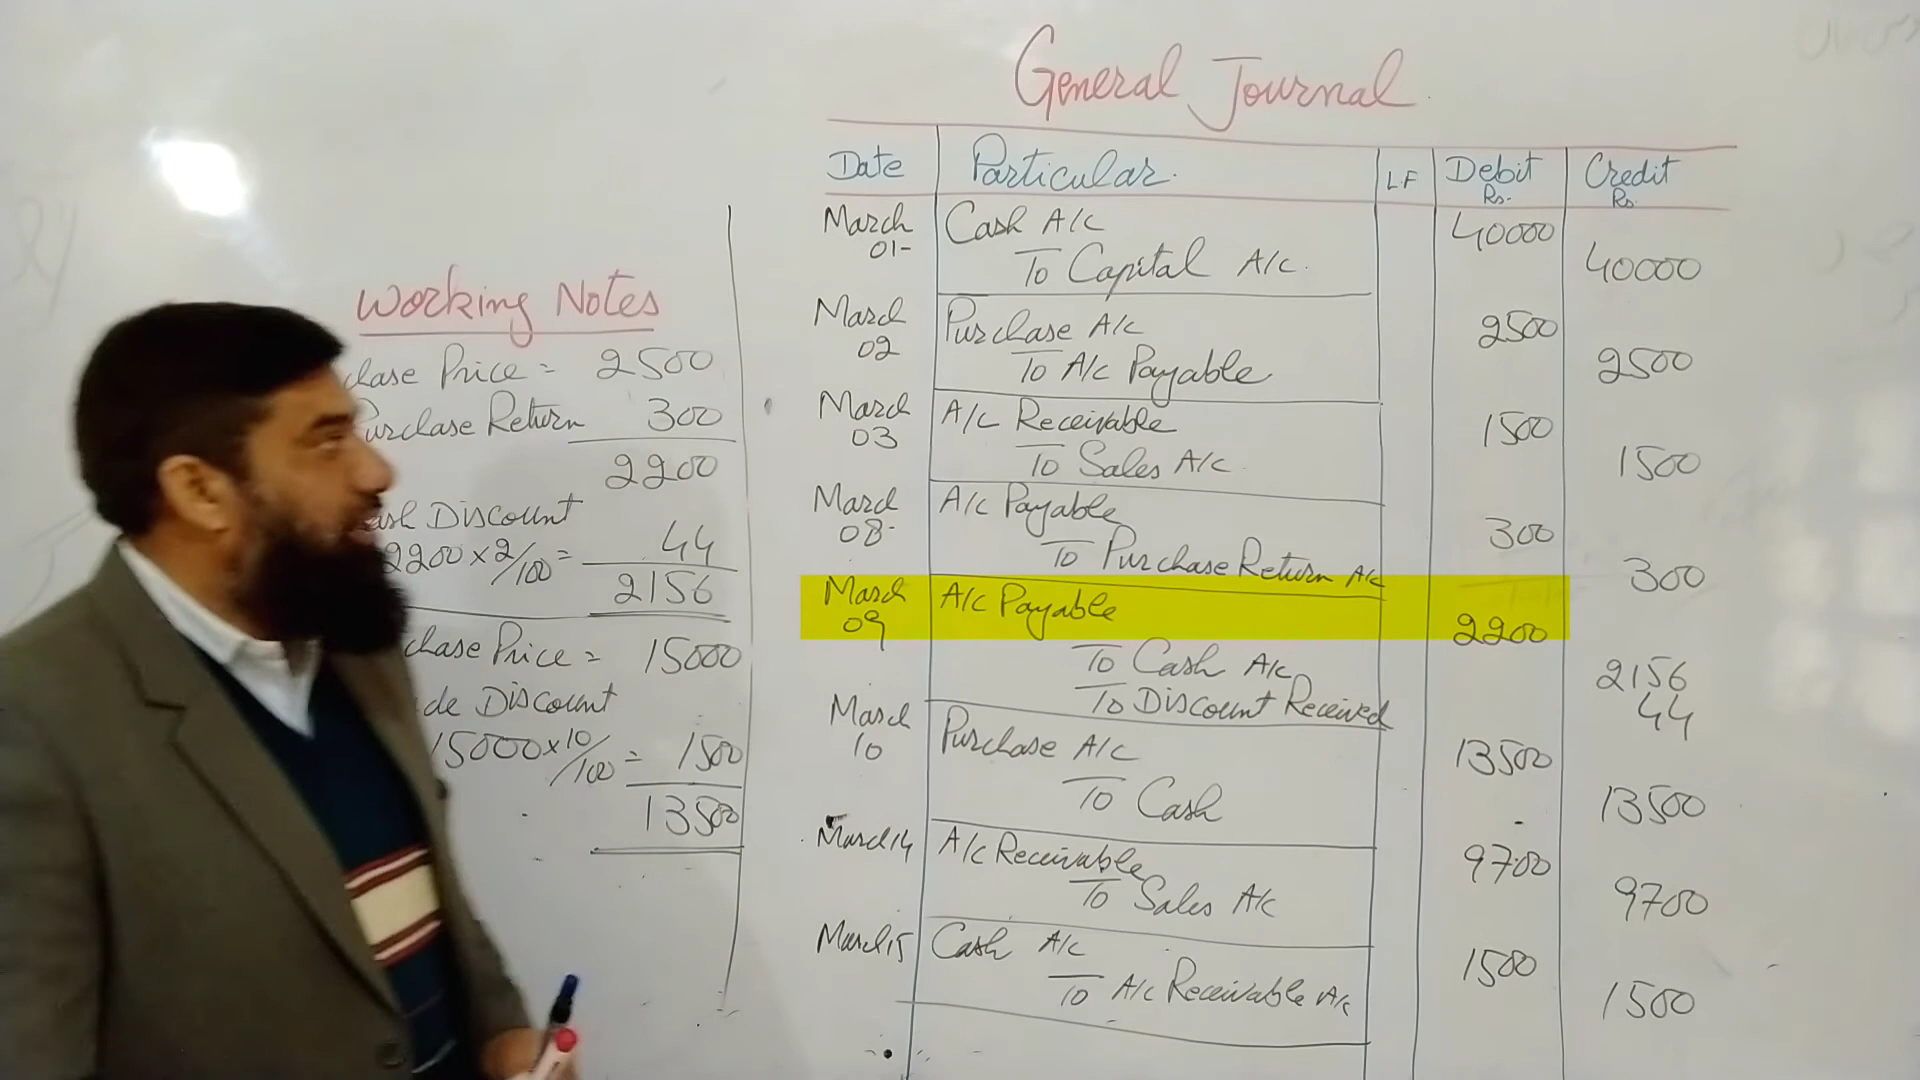 General Journal
Date Particular. L.F Debit Rs. Credit Rs.
March 01- Cash A/c 40000
To Capital A/c. 40000
March 02 Purchase A/c 2500
To A/c Payable 2500
March 03 A/c Receivable 1500
To Sales A/c 1500
March 08- A/c Payable 300
To Purchase Return A/c 300
March 09 A/c Payable 2200
To Cash A/c 2156
To Discount Received 44
March 10 Purchase A/c 13500
To Cash 13500
March 14 A/c Receivable 9700
To Sales A/c 9700
March 15 Cash A/c 1500
To A/c Receivable A/c 1500
Working Notes
chase Price = 2500
Purchase Return 300
2200
ash Discount
2200 x 2/100 = 44
2156
chase Price = 15000
de Discount
15000 x 10/100 = 1500
13500